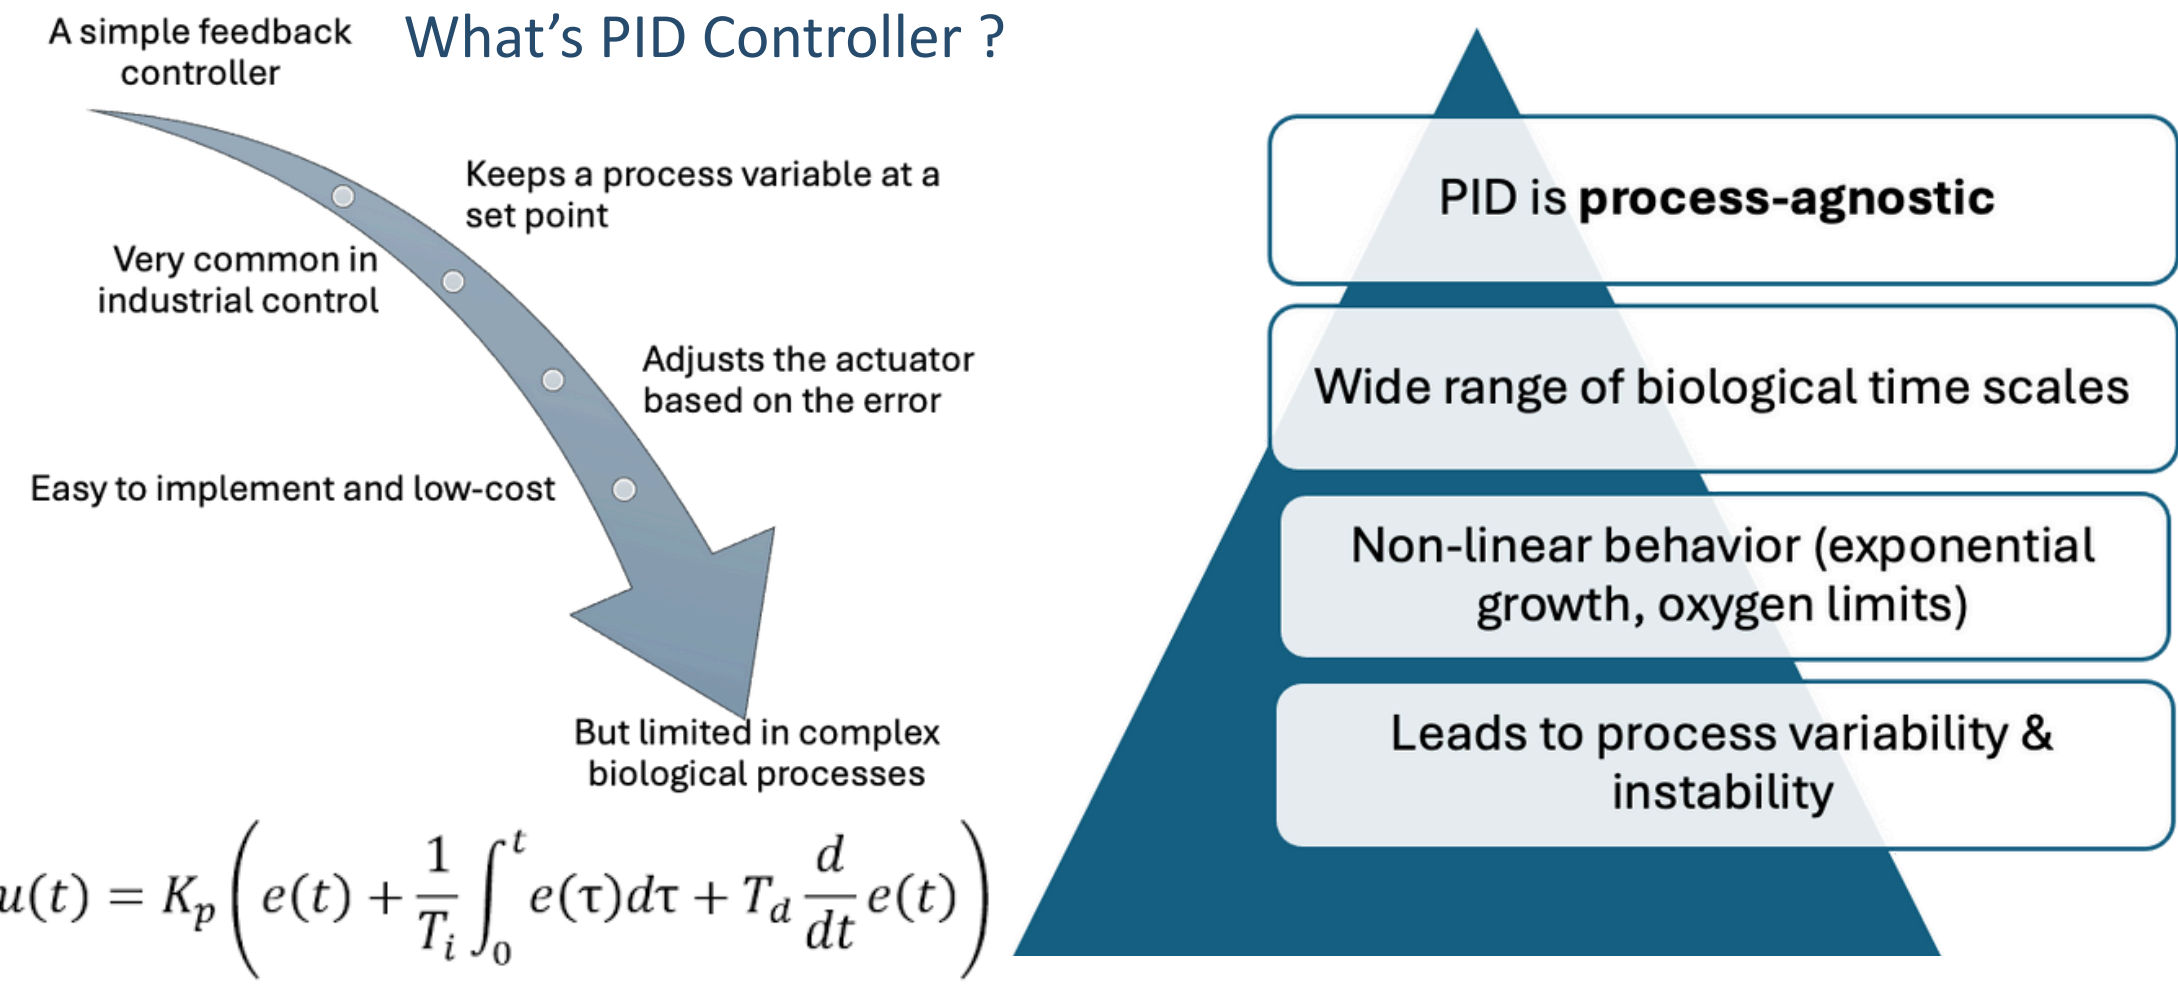 What's PID Controller ?
A simple feedback
controller
Keeps a process variable at a
set point
Very common in
industrial control
Adjusts the actuator
based on the error
Easy to implement and low-cost
But limited in complex
biological processes
u(t) = K_p ( e(t) + \frac{1}{T_i} ∫_0^t e(τ)dτ + T_d \frac{d}{dt} e(t) )
PID is process-agnostic
Wide range of biological time scales
Non-linear behavior (exponential
growth, oxygen limits)
Leads to process variability &
instability